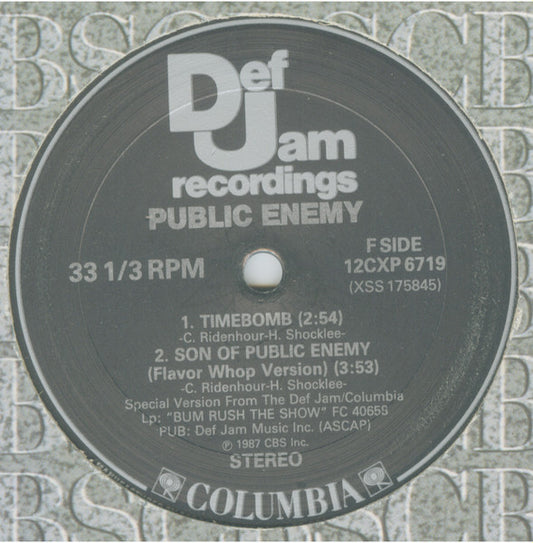 Def
Jam
recordings
PUBLIC ENEMY
33 1/3 RPM
F SIDE
12CXP 6719
(XSS 175845)
1. TIMEBOMB (2:54)
-C. Ridenhour-H. Shocklee-
2. SON OF PUBLIC ENEMY
(Flavor Whop Version) (3:53)
-C. Ridenhour-H. Shocklee-
Special Version From The Def Jam/Columbia
Lp: "BUM RUSH THE SHOW" FC 40658
PUB: Def Jam Music Inc. (ASCAP)
℗ 1987 CBS Inc.
STEREO
COLUMBIA